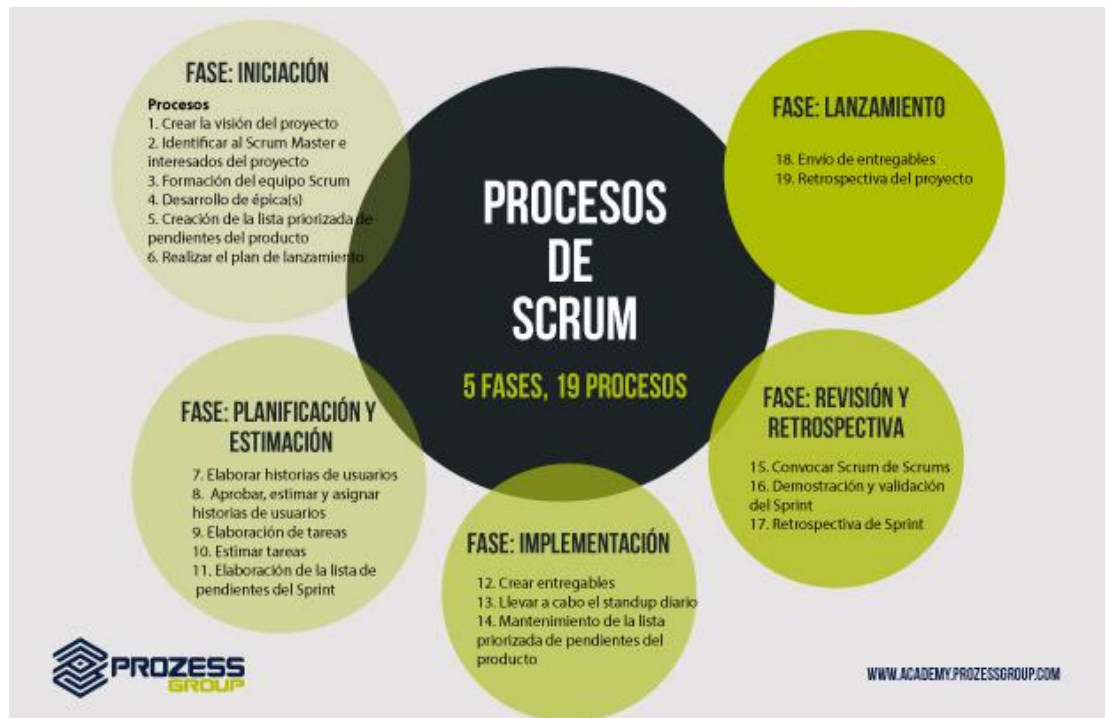 FASE: INICIACIÓN
Procesos
1. Crear la visión del proyecto
2. Identificar al Scrum Master e
interesados del proyecto
3. Formación del equipo Scrum
4. Desarrollo de épica(s)
5. Creación de la lista priorizada de
pendientes del producto
6. Realizar el plan de lanzamiento
PROCESOS
DE
SCRUM
5 FASES, 19 PROCESOS
FASE: LANZAMIENTO
18. Envío de entregables
19. Retrospectiva del proyecto
FASE: PLANIFICACIÓN Y
ESTIMACIÓN
7. Elaborar historias de usuarios
8. Aprobar, estimar y asignar
historias de usuarios
9. Elaboración de tareas
10. Estimar tareas
11. Elaboración de la lista de
pendientes del Sprint
FASE: IMPLEMENTACIÓN
12. Crear entregables
13. Llevar a cabo el standup diario
14. Mantenimiento de la lista
priorizada de pendientes del
producto
FASE: REVISIÓN Y
RETROSPECTIVA
15. Convocar Scrum de Scrums
16. Demostración y validación
del Sprint
17. Retrospectiva de Sprint
PROZESS
GROUP
WWW.ACADEMY.PROZESSGROUP.COM